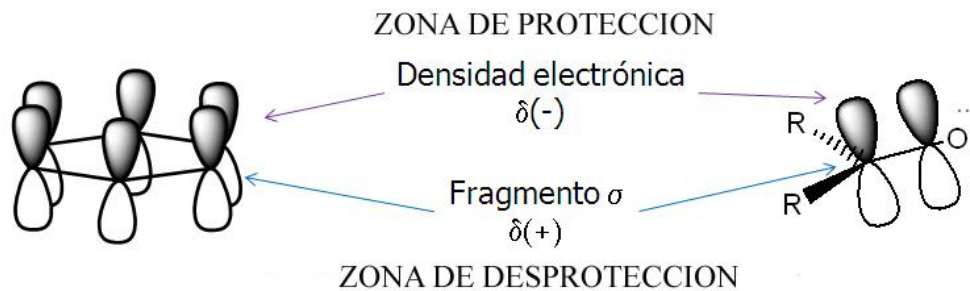 ZONA DE PROTECCION
Densidad electrónica
δ(-)
R
R
Ö
Fragmento σ
δ(+)
ZONA DE DESPROTECCION